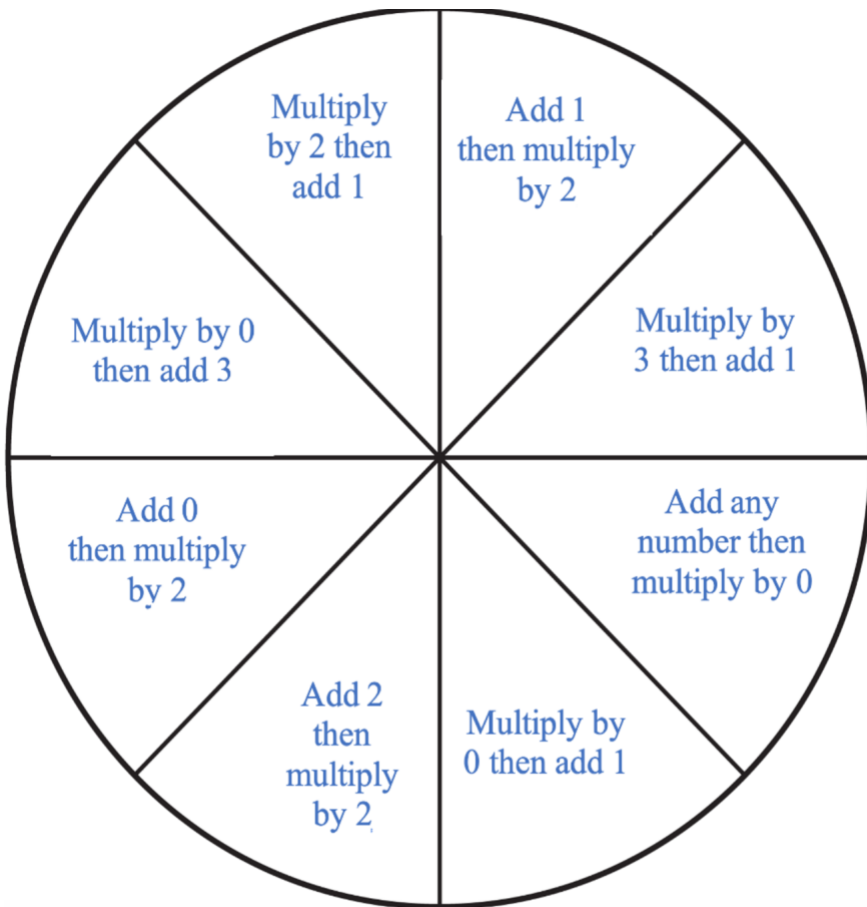 Multiply
by 2 then
add 1
Add 1
then multiply
by 2
Multiply by
3 then add 1
Add any
number then
multiply by 0
Multiply by
0 then add 1
Add 2
then
multiply
by 2
Add 0
then multiply
by 2
Multiply by 0
then add 3